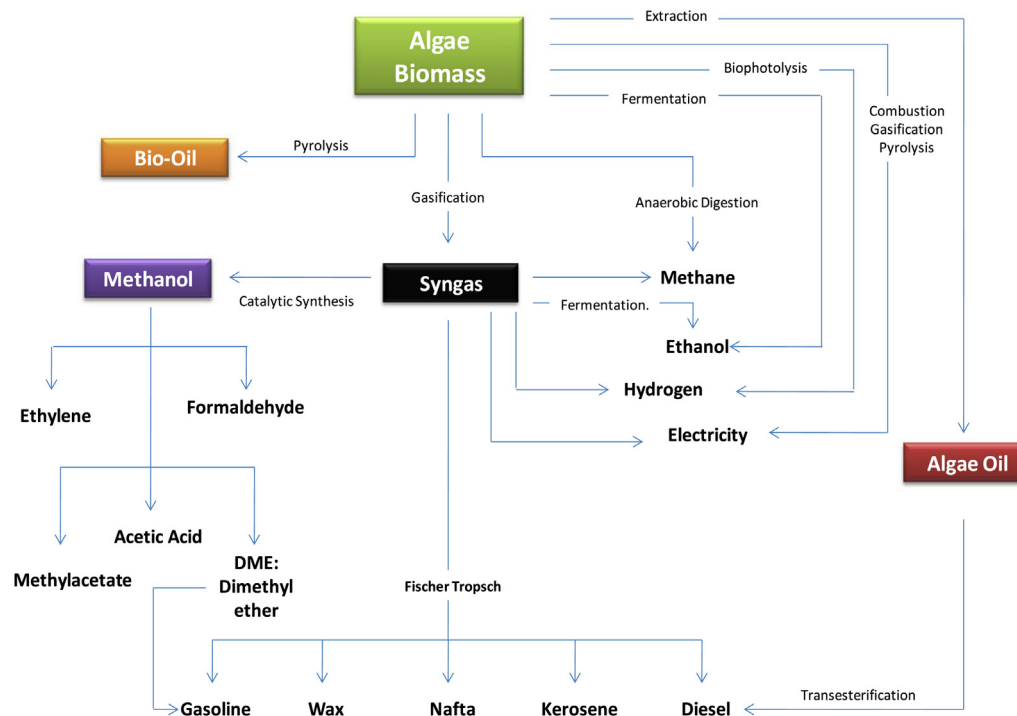 Extraction
Algae
Biomass
Biophotolysis
Fermentation
Combustion
Gasification
Pyrolysis
Pyrolysis
Bio-Oil
Gasification
Anaerobic Digestion
Methanol
Syngas
Methane
Catalytic Synthesis
Fermentation.
Ethanol
Hydrogen
Ethylene
Formaldehyde
Electricity
Algae Oil
Acetic Acid
Methylacetate
DME:
Dimethyl
ether
Fischer Tropsch
Transesterification
Gasoline
Wax
Nafta
Kerosene
Diesel